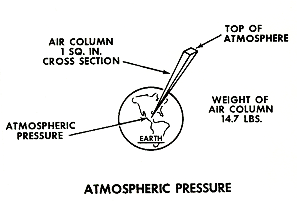 TOP OF
ATMOSPHERE
AIR COLUMN
1 SQ. IN.
CROSS SECTION
WEIGHT OF
AIR COLUMN
14.7 LBS.
ATMOSPHERIC
PRESSURE
EARTH
ATMOSPHERIC PRESSURE